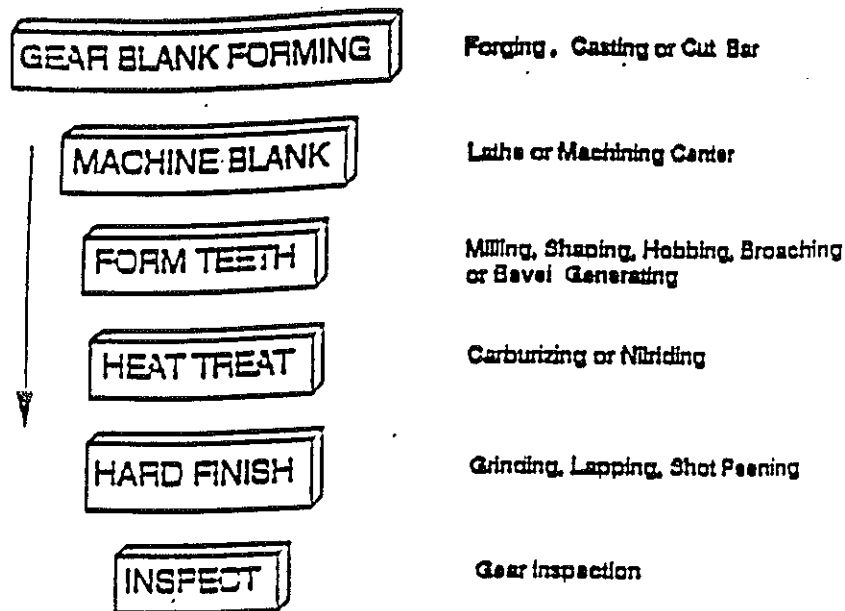 GEAR BLANK FORMING
Forging, Casting or Cut Bar
MACHINE BLANK
Lathe or Machining Center
FORM TEETH
Milling, Shaping, Hobbing, Broaching
or Bevel Generating
HEAT TREAT
Carburizing or Nitriding
HARD FINISH
Grinding, Lapping, Shot Peening
INSPECT
Gear Inspection